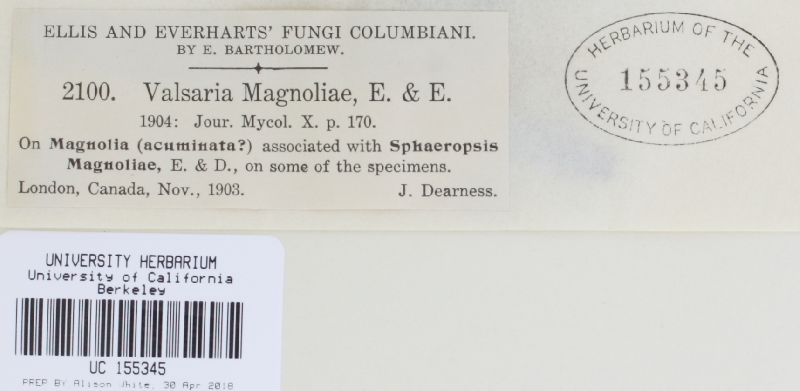 ELLIS AND EVERHARTS' FUNGI COLUMBIANI.
BY E. BARTHOLOMEW.
2100. Valsaria Magnoliae, E. & E.
1904: Jour. Mycol. X. p. 170.
On Magnolia (acuminata?) associated with Sphaeropsis
Magnoliae, E. & D., on some of the specimens.
London, Canada, Nov., 1903. J. Dearness.
HERBARIUM OF THE
155345
UNIVERSITY OF CALIFORNIA
UNIVERSITY HERBARIUM
University of California
Berkeley
UC 155345
PREP BY Alison White, 30 Apr 2018